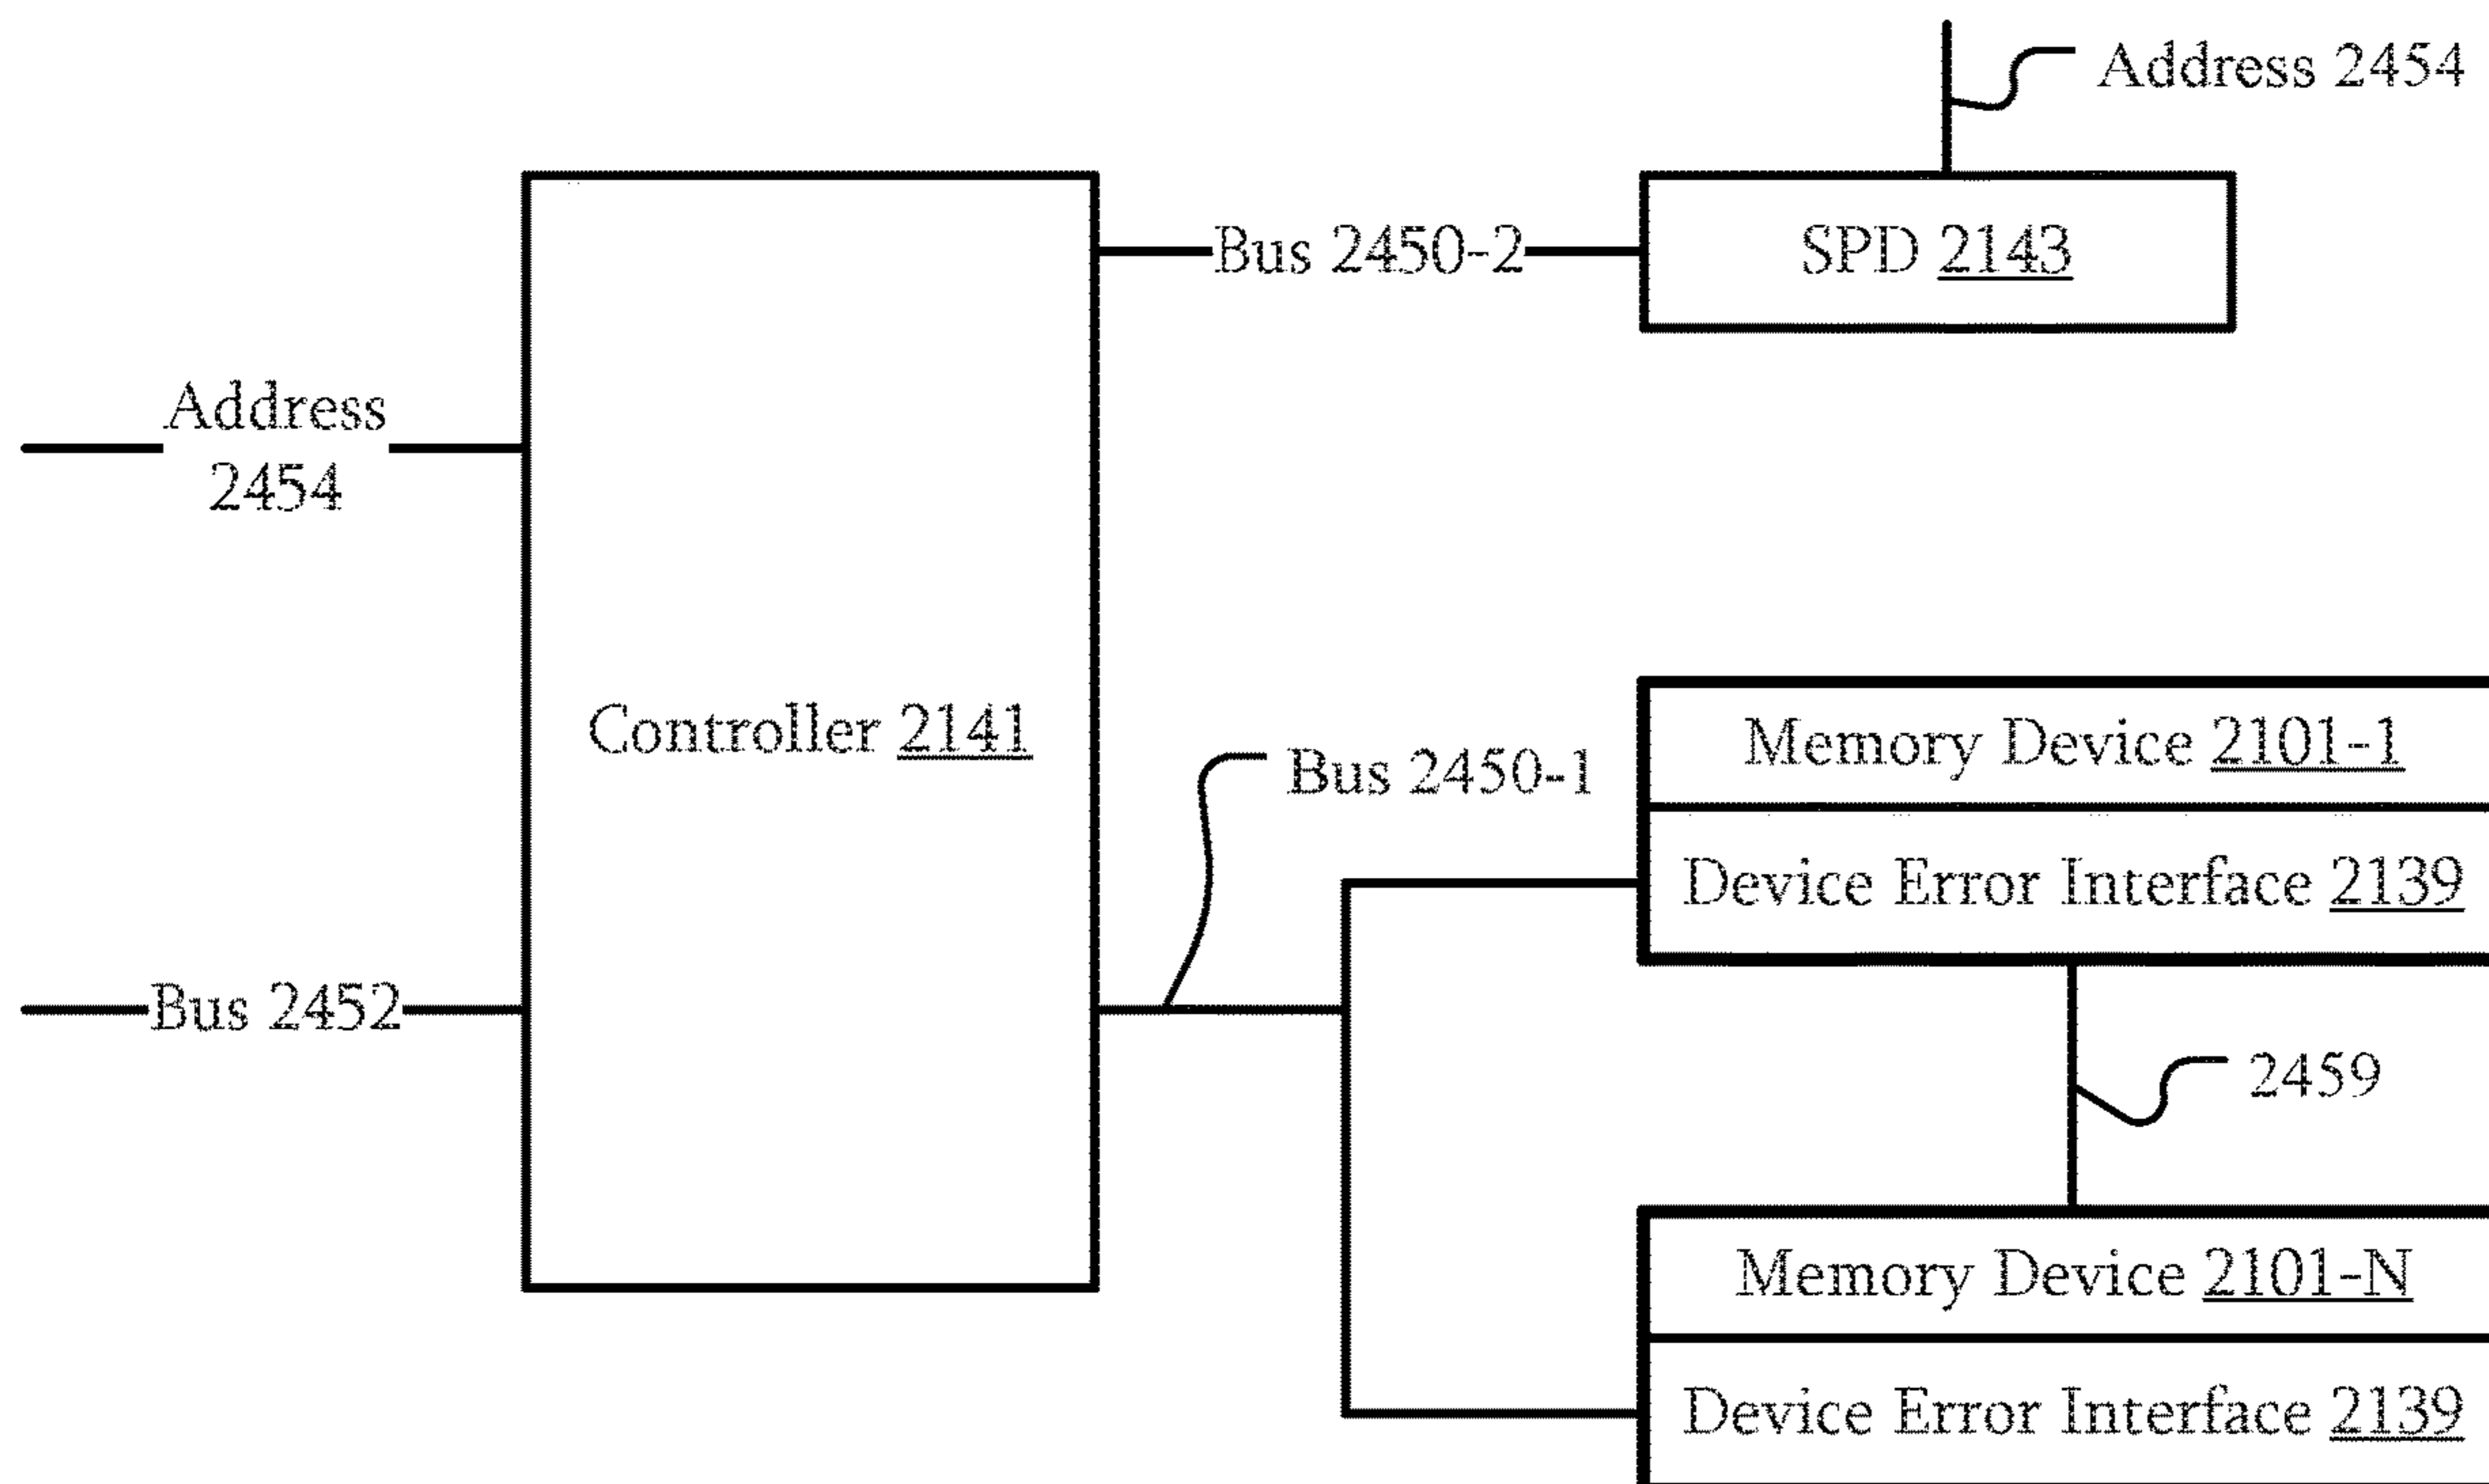 Address 2454
Bus 2450-2
SPD 2143
Address
2454
Controller 2141
Bus 2450-1
Memory Device 2101-1
Device Error Interface 2139
Bus 2452
2459
Memory Device 2101-N
Device Error Interface 2139